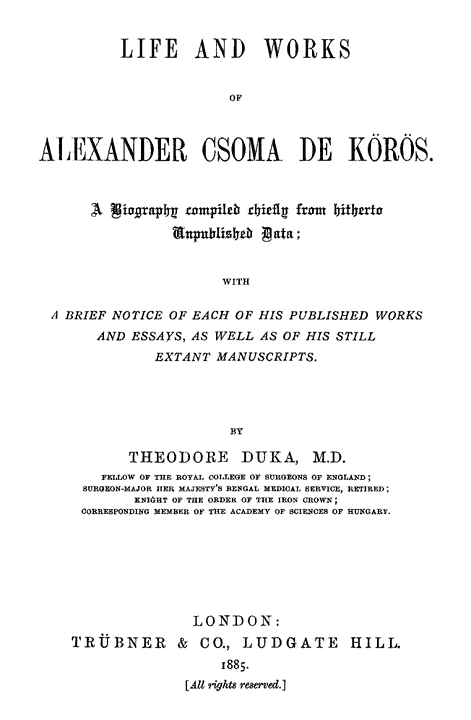 LIFE AND WORKS
OF
ALEXANDER CSOMA DE KÖRÖS.
A Biography compiled chiefly from hitherto
Unpublished Data;
WITH
A BRIEF NOTICE OF EACH OF HIS PUBLISHED WORKS
AND ESSAYS, AS WELL AS OF HIS STILL
EXTANT MANUSCRIPTS.
BY
THEODORE DUKA, M.D.
FELLOW OF THE ROYAL COLLEGE OF SURGEONS OF ENGLAND;
SURGEON-MAJOR HER MAJESTY'S BENGAL MEDICAL SERVICE, RETIRED;
KNIGHT OF THE ORDER OF THE IRON CROWN;
CORRESPONDING MEMBER OF THE ACADEMY OF SCIENCES OF HUNGARY.
LONDON:
TRÜBNER & CO., LUDGATE HILL.
1885.
[All rights reserved.]